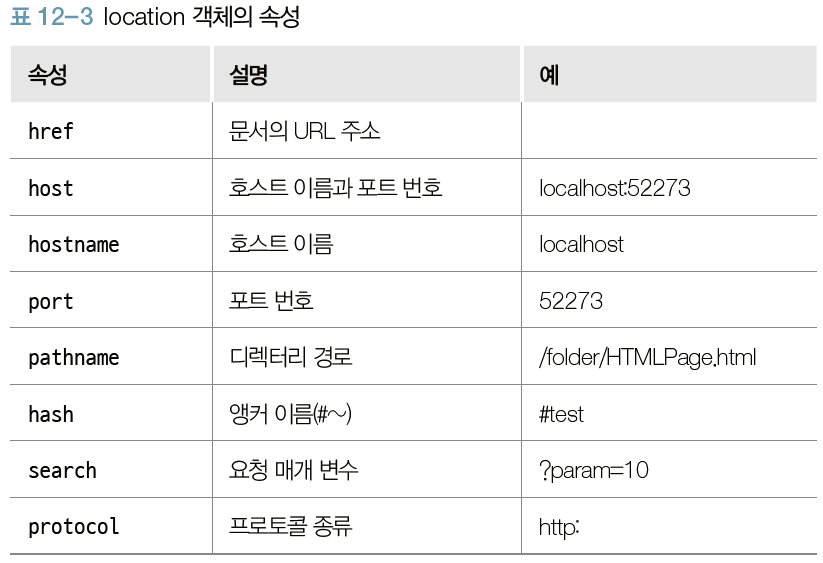 표 12-3 location 객체의 속성
속성 설명 예
href 문서의 URL 주소
host 호스트 이름과 포트 번호 localhost:52273
hostname 호스트 이름 localhost
port 포트 번호 52273
pathname 디렉터리 경로 /folder/HTMLPage.html
hash 앵커 이름(#~) #test
search 요청 매개 변수 ?param=10
protocol 프로토콜 종류 http: